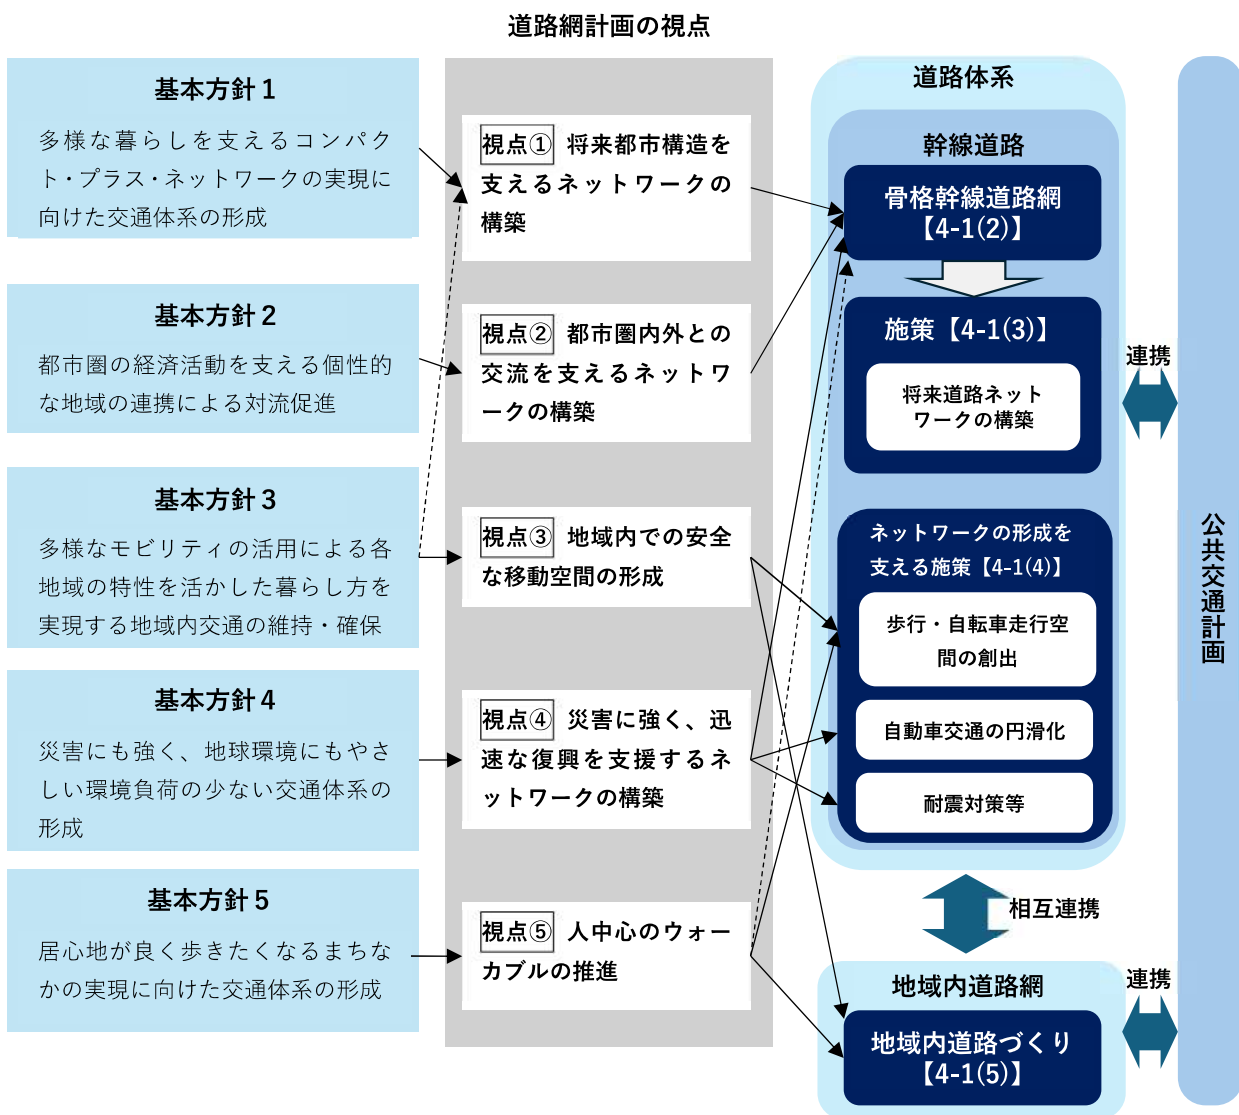 道路網計画の視点
基本方針1
多様な暮らしを支えるコンパク
ト・プラス・ネットワークの実現に
向けた交通体系の形成
基本方針2
都市圏の経済活動を支える個性的
な地域の連携による対流促進
基本方針3
多様なモビリティの活用による各
地域の特性を活かした暮らし方を
実現する地域内交通の維持・確保
基本方針4
災害にも強く、地球環境にもやさ
しい環境負荷の少ない交通体系の
形成
基本方針5
居心地が良く歩きたくなるまちな
かの実現に向けた交通体系の形成
視点① 将来都市構造を
支えるネットワークの
構築
視点② 都市圏内外との
交流を支えるネットワ
ークの構築
視点③ 地域内での安全
な移動空間の形成
視点④ 災害に強く、迅
速な復興を支援するネ
ットワークの構築
視点⑤ 人中心のウォー
カブルの推進
道路体系
幹線道路
骨格幹線道路網
【4-1(2)】
施策【4-1(3)】
将来道路ネット
ワークの構築
ネットワークの形成を
支える施策【4-1(4)】
歩行・自転車走行空
間の創出
自動車交通の円滑化
耐震対策等
相互連携
地域内道路網
地域内道路づくり
【4-1(5)】
連携
連携
公共交通計画